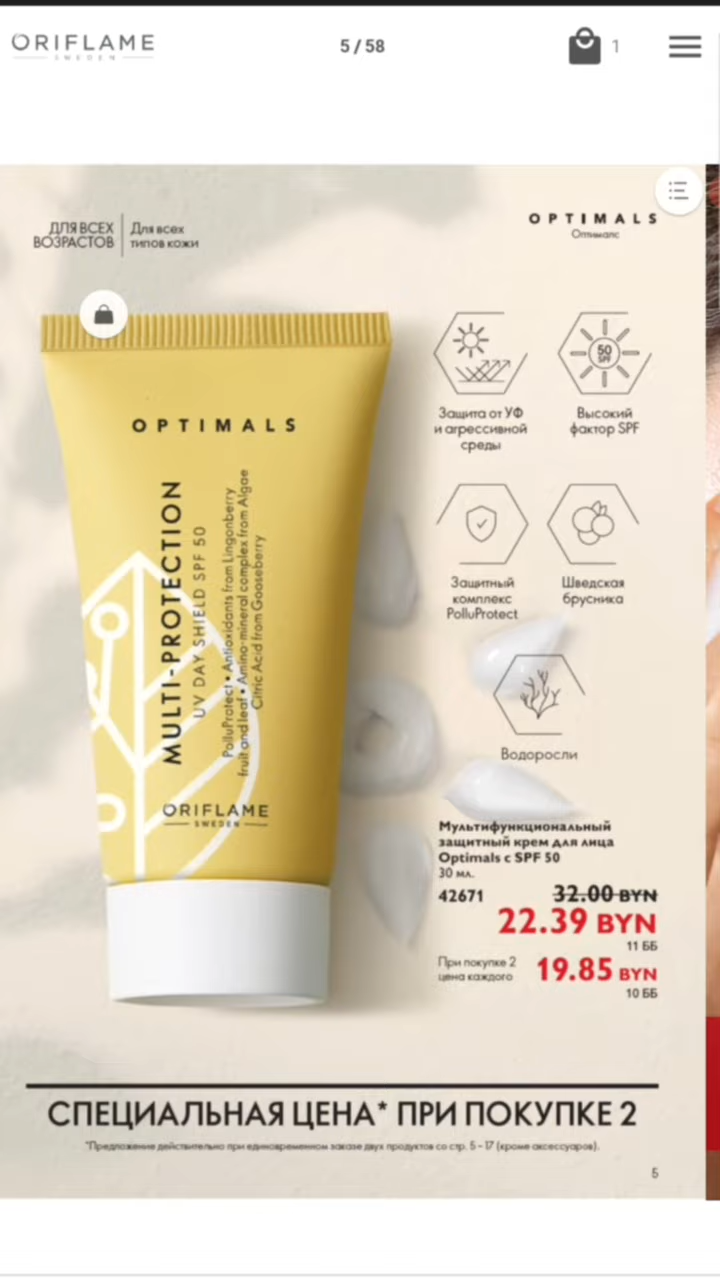 ORIFLAME
SWEDEN
5 / 58
1
ДЛЯ ВСЕХ
ВОЗРАСТОВ
Для всех
типов кожи
OPTIMALS
Оптималс
OPTIMALS
MULTI-PROTECTION
UV DAY SHIELD SPF 50
PolluProtect • Antioxidants from Lingonberry
fruit and leaf • Amino-mineral complex from Algae
Citric Acid from Gooseberry
ORIFLAME
SWEDEN
Защита от УФ
и агрессивной
среды
50
SPF
Высокий
фактор SPF
Защитный
комплекс
PolluProtect
Шведская
брусника
Водоросли
Мультифункциональный
защитный крем для лица
Optimals с SPF 50
30 мл.
42671 32.00 BYN
22.39 BYN
11 ББ
При покупке 2
цена каждого
19.85 BYN
10 ББ
СПЕЦИАЛЬНАЯ ЦЕНА* ПРИ ПОКУПКЕ 2
*Предложение действительно при единовременном заказе двух продуктов со стр. 5 - 17 (кроме аксессуаров).
5